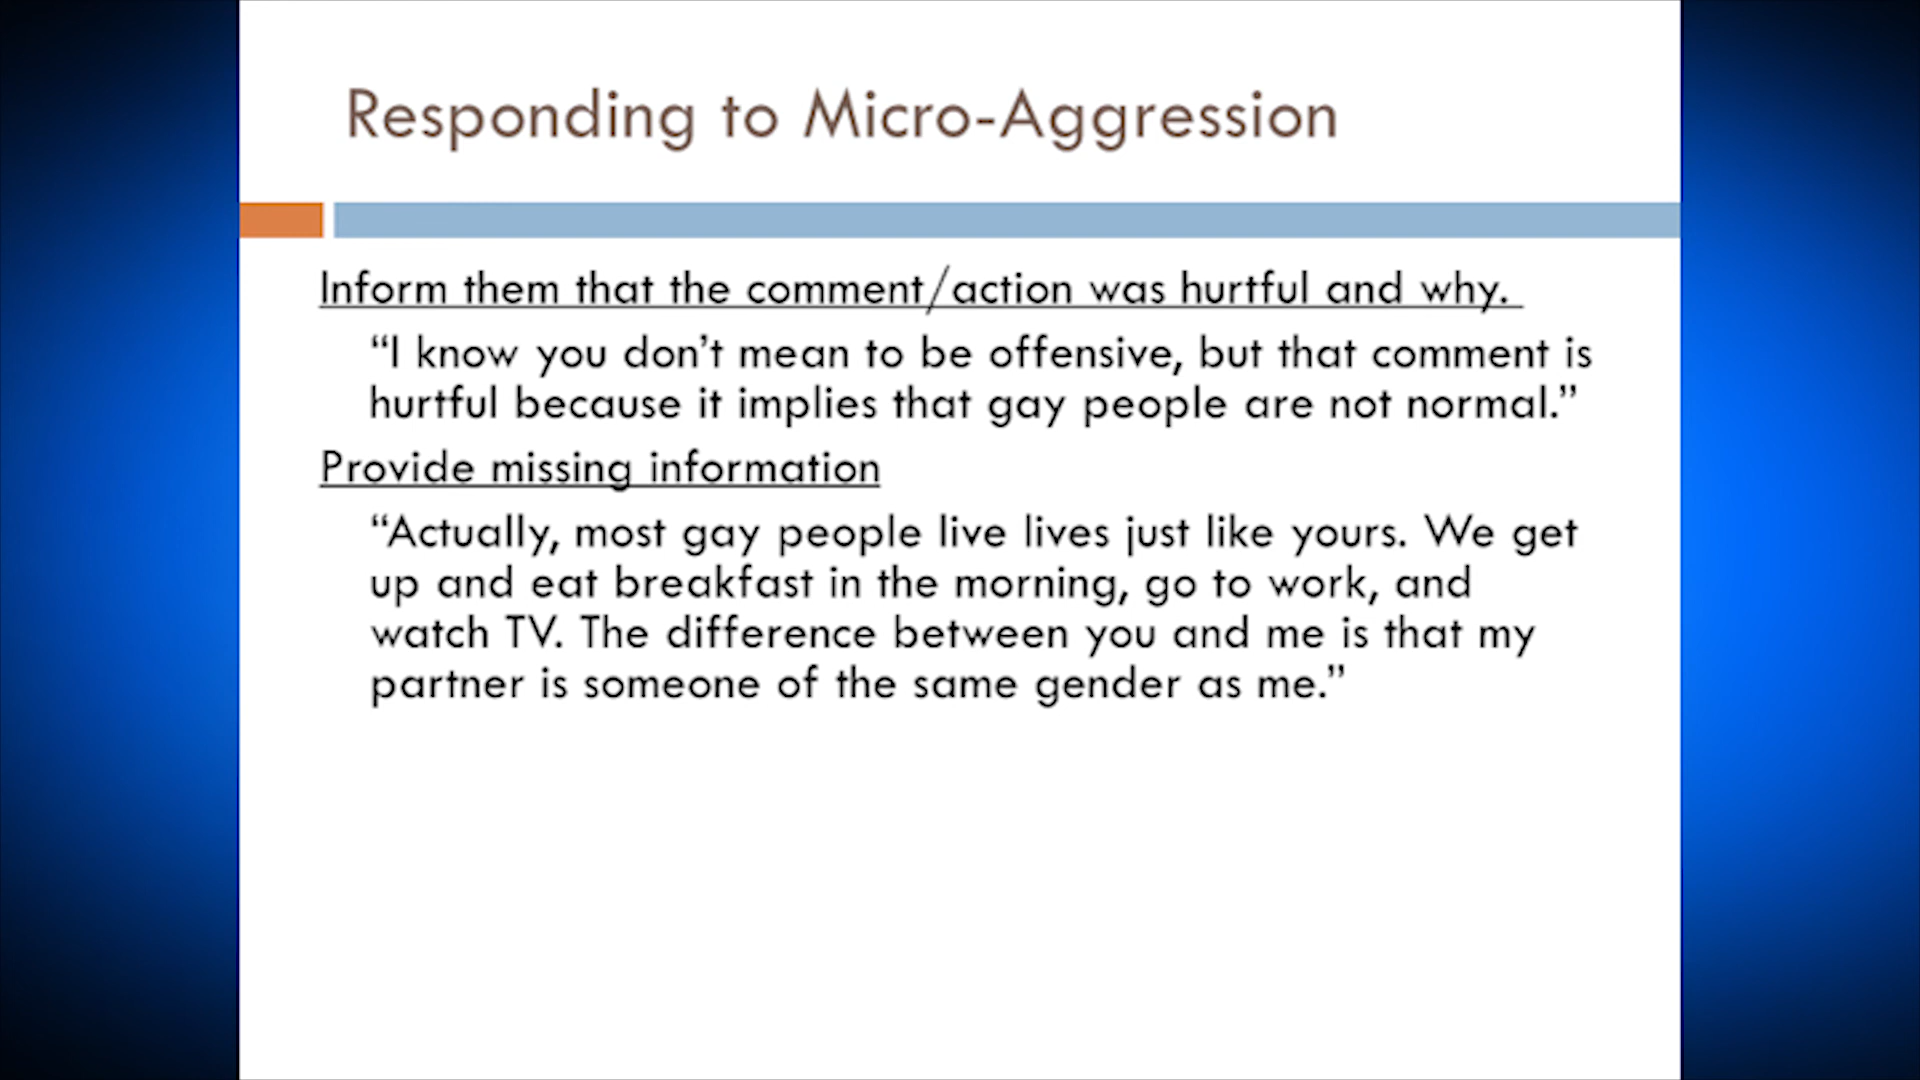 Responding to Micro-Aggression
Inform them that the comment/action was hurtful and why.
“I know you don’t mean to be offensive, but that comment is
hurtful because it implies that gay people are not normal.”
Provide missing information
“Actually, most gay people live lives just like yours. We get
up and eat breakfast in the morning, go to work, and
watch TV. The difference between you and me is that my
partner is someone of the same gender as me.”